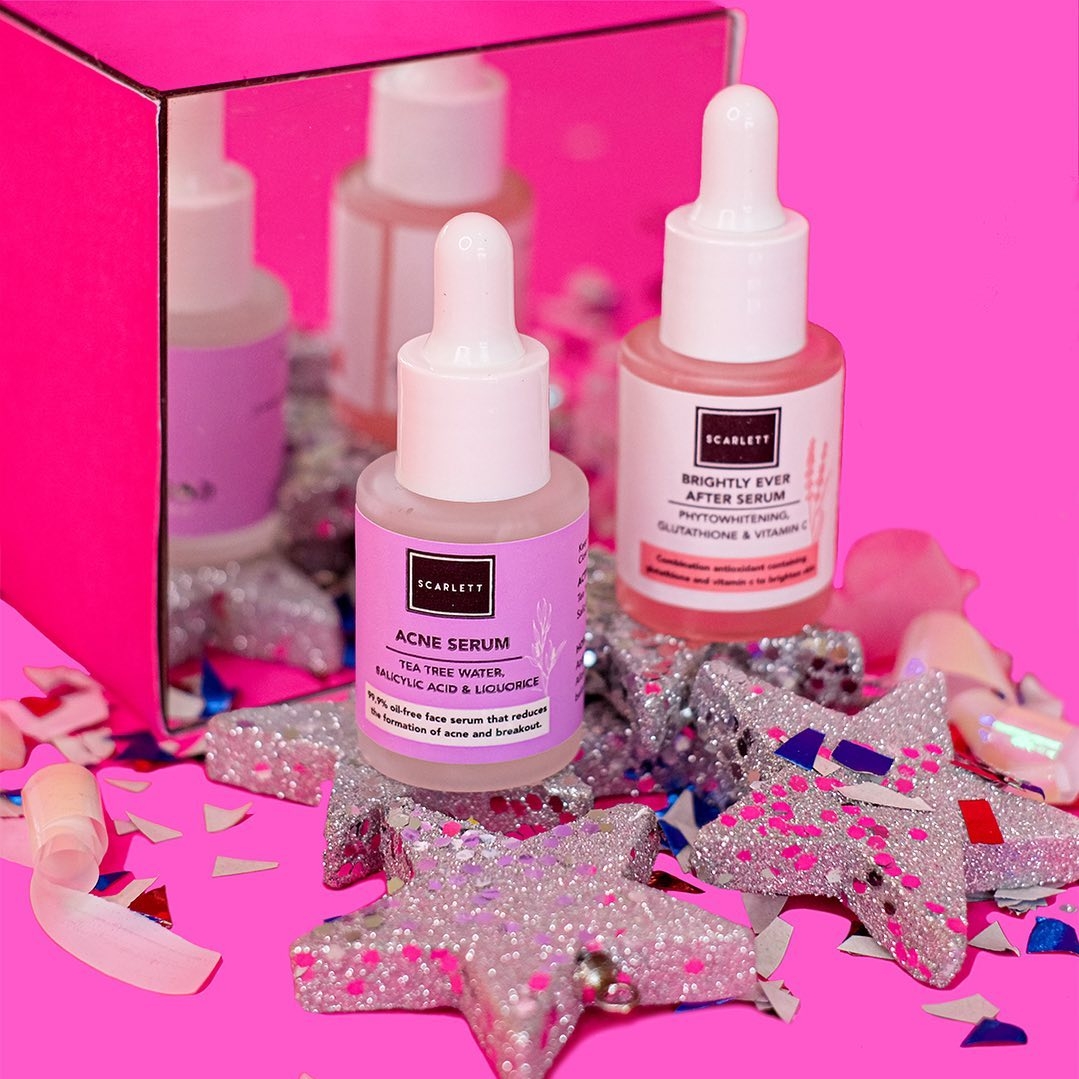 SCARLETT
ACNE SERUM
TEA TREE WATER,
SALICYLIC ACID & LIQUORICE
99,9% oil-free face serum that reduces
the formation of acne and breakout.
SCARLETT
BRIGHTLY EVER
AFTER SERUM
PHYTOWHITENING,
GLUTATHIONE & VITAMIN C
Combination antioxidant containing
glutathione and vitamin c to brighten skin